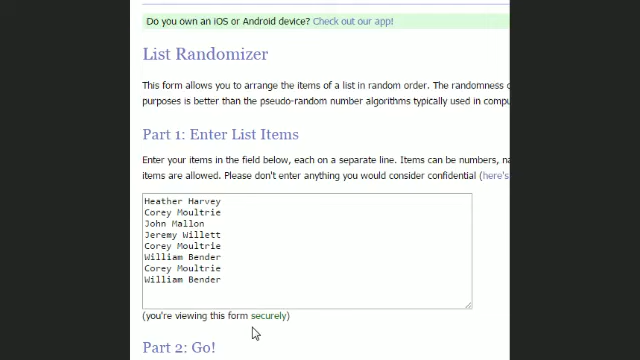 Do you own an iOS or Android device? Check out our app!
List Randomizer
This form allows you to arrange the items of a list in random order. The randomness
purposes is better than the pseudo-random number algorithms typically used in
Part 1: Enter List Items
Enter your items in the field below, each on a separate line. Items can be numbers,
items are allowed. Please don't enter anything you would consider confidential (here's
Heather Harvey
Corey Moultrie
John Mallon
Jeremy Willett
Corey Moultrie
William Bender
Corey Moultrie
William Bender
(you're viewing this form securely)
Part 2: Go!